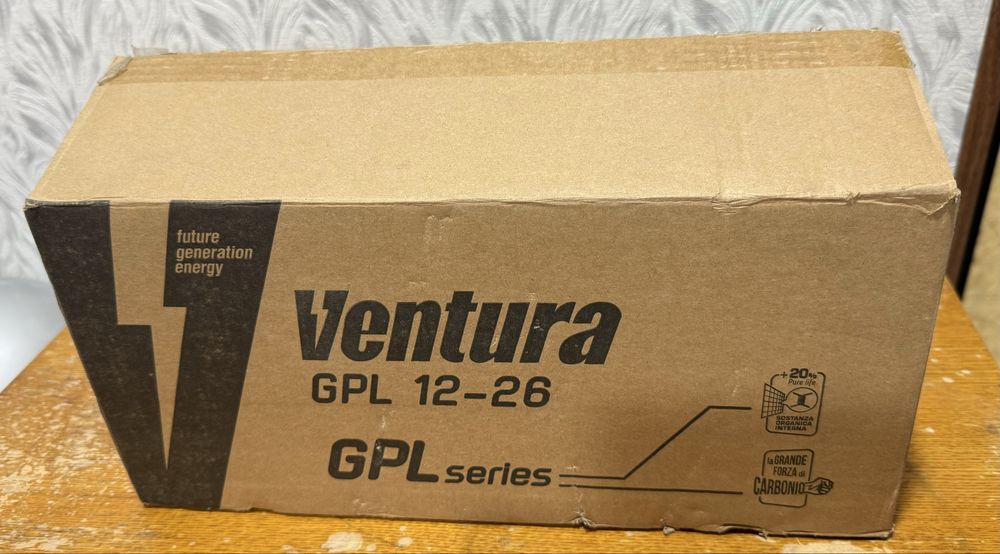 future
generation
energy
Ventura
GPL 12-26
GPL series
+20%
Pure life
SOSTANZA
ORGANICA
INTERNA
la GRANDE
FORZA di
CARBONIO